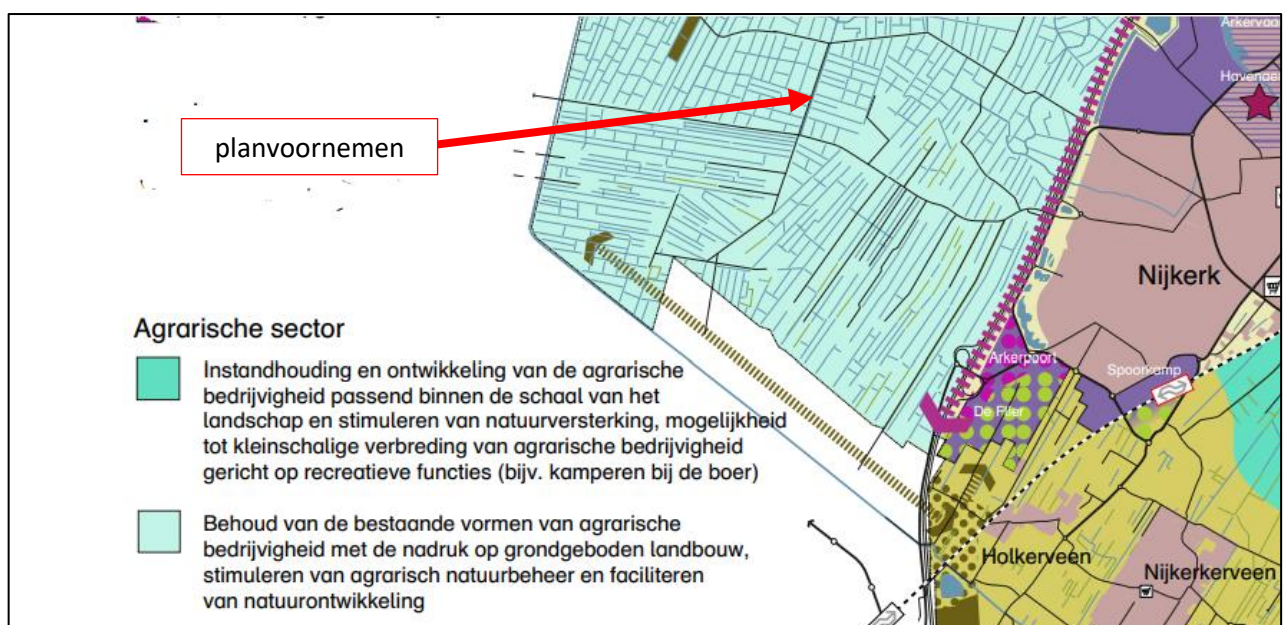 Havenge
planvoornemen
Nijkerk
Agrarische sector
Instandhouding en ontwikkeling van de agrarische
bedrijvigheid passend binnen de schaal van het
landschap en stimuleren van natuurversterking, mogelijkheid
tot kleinschalige verbreding van agrarische bedrijvigheid
gericht op recreatieve functies (bijv. kamperen bij de boer)
Arkerpoort
Spoorkamp
De Flier
Behoud van de bestaande vormen van agrarische
bedrijvigheid met de nadruk op grondgeboden landbouw,
stimuleren van agrarisch natuurbeheer en faciliteren
van natuurontwikkeling
Holkerveen
Nijkerkerveen